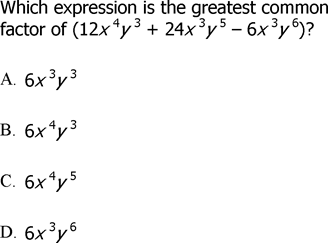 Which expression is the greatest common
factor of (12x⁴y³ + 24x³y⁵ – 6x³y⁶)?
A. 6x³y³
B. 6x⁴y³
C. 6x⁴y⁵
D. 6x³y⁶